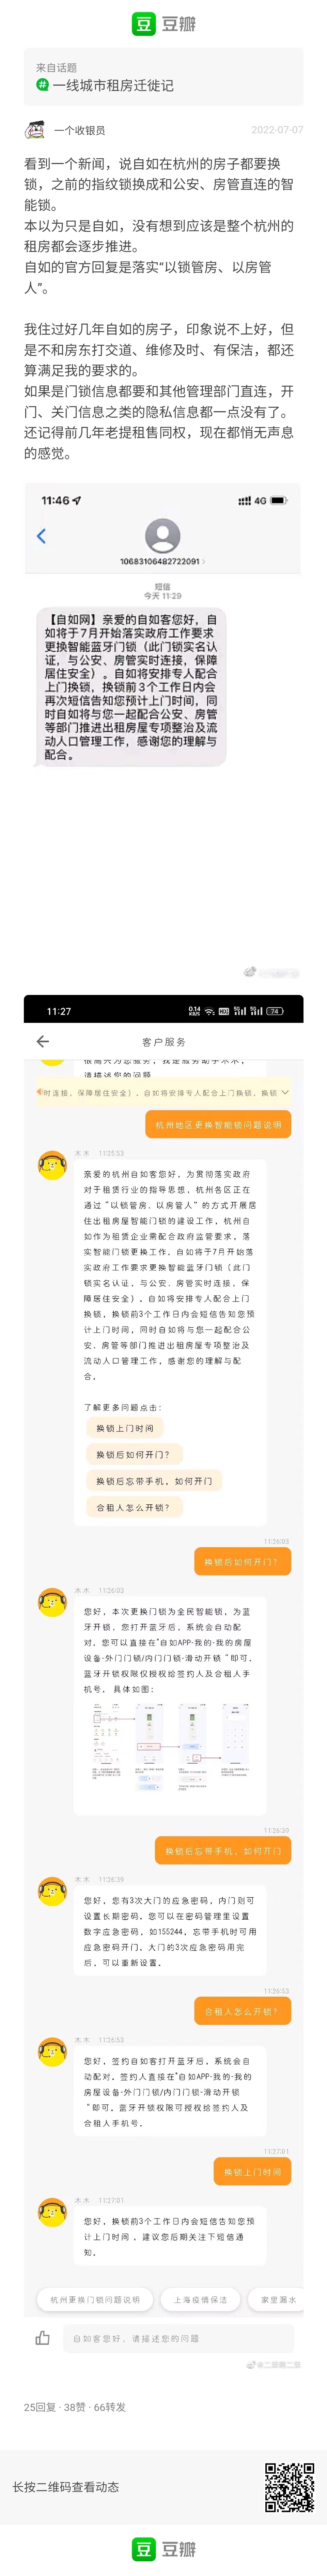 豆 豆瓣
来自话题
# 一线城市租房迁徙记
一个收银员
2022-07-07
看到一个新闻，说自如在杭州的房子都要换
锁，之前的指纹锁换成和公安、房管直连的智
能锁。
本以为只是自如，没有想到应该是整个杭州的
租房都会逐步推进。
自如的官方回复是落实“以锁管房、以房管
人”。
我住过好几年自如的房子，印象说不上好，但
是不和房东打交道、维修及时、有保洁，都还
算满足我的要求的。
如果是门锁信息都要和其他管理部门直连，开
门、关门信息之类的隐私信息都一点没有了。
还记得前几年老提租售同权，现在都悄无声息
的感觉。
11:46
4G
10683106482722091
短信
今天 11:29
【自如网】亲爱的自如客您好，自
如将于7月开始落实政府工作要求
更换智能蓝牙门锁（此门锁实名认
证，与公安、房管实时连接，保障
居住安全）。自如将安排专人配合
上门换锁，换锁前3个工作日内会
再次短信告知您预计上门时间，同
时自如将与您一起配合公安、房管
等部门推进出租房屋专项整治及流
动人口管理工作，感谢您的理解与
配合。
11:27
0.14
KB/S
HD
5G
5G
74
客户服务
很高兴为您服务，我是服务助手木木，
请描述您的问题
时连接，保障居住安全），自如将安排专人配合上门换锁，换锁
杭州地区更换智能锁问题说明
木木 11:25:53
亲爱的杭州自如客您好，为贯彻落实政府
对于租赁行业的指导思想，杭州各区正在
通过“以锁管房、以房管人”的方式开展居
住出租房屋智能门锁的建设工作，杭州自
如作为租赁企业需配合政府监管要求，落
实智能门锁更换工作，自如将于7月开始落
实政府工作要求更换智能蓝牙门锁（此门
锁实名认证，与公安、房管实时连接，保
障居住安全），自如将安排专人配合上门
换锁，换锁前3个工作日内会短信告知您预
计上门时间，同时自如将与您一起配合公
安、房管等部门推进出租房屋专项整治及
流动人口管理工作，感谢您的理解与配
合。
了解更多问题点击：
换锁上门时间
换锁后如何开门？
换锁后忘带手机，如何开门
合租人怎么开锁？
11:26:03
换锁后如何开门？
木木 11:26:03
您好，本次更换门锁为全民智能锁，为蓝
牙开锁，您打开蓝牙后，系统会自动配
对，您可以直接在“自如APP-我的-我的房屋
设备-外门门锁/内门门锁-滑动开锁“即可，
蓝牙开锁权限仅授权给签约人及合租人手
机号，具体如图：
11:26:39
换锁后忘带手机，如何开门
木木 11:26:39
您好，您有3次大门的应急密码，内门则可
设置长期密码，您可以在密码管理里设置
数字应急密码，如155244，忘带手机时可用
应急密码开门，大门的3次应急密码用完
后，可以重新设置。
11:26:53
合租人怎么开锁？
木木 11:26:53
您好，签约自如客打开蓝牙后，系统会自
动配对，签约人直接在“自如APP-我的-我的
房屋设备-外门门锁/内门门锁-滑动开锁
“即可，蓝牙开锁权限可授权给签约人及
合租人手机号。
11:27:01
换锁上门时间
木木 11:27:01
您好，换锁前3个工作日内会短信告知您预
计上门时间，建议您后期关注下短信通
知。
杭州更换门锁问题说明
上海疫情保洁
家里漏水
自如客您好，请描述您的问题
25回复 · 38赞 · 66转发
长按二维码查看动态
豆 豆瓣